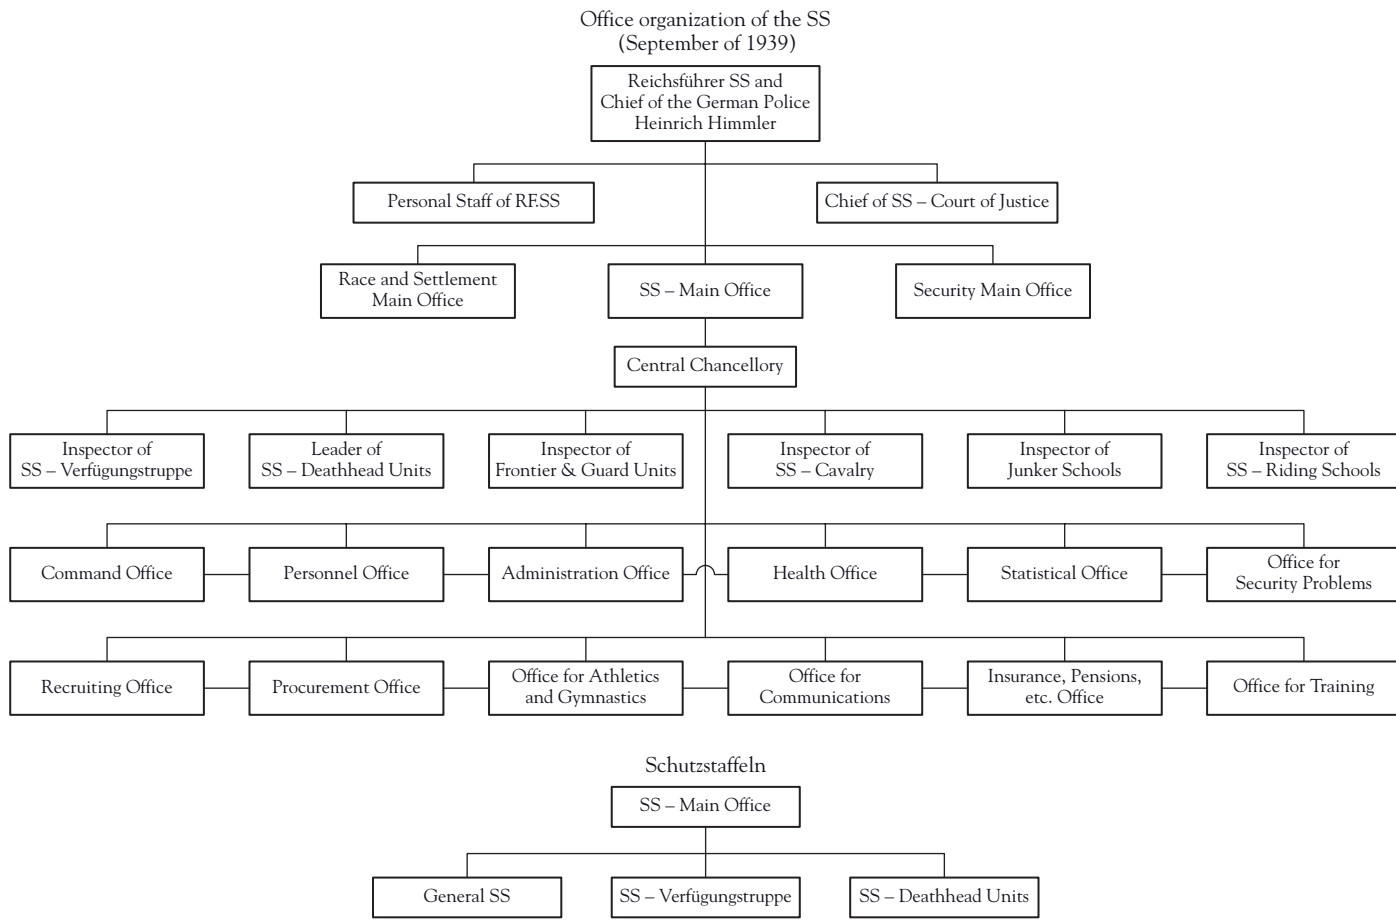 Office organization of the SS
(September of 1939)
Reichsführer SS and
Chief of the German Police
Heinrich Himmler
Personal Staff of RF.SS
Chief of SS – Court of Justice
Race and Settlement
Main Office
SS – Main Office
Security Main Office
Central Chancellory
Inspector of
SS – Verfügungstruppe
Leader of
SS – Deathhead Units
Inspector of
Frontier & Guard Units
Inspector of
SS – Cavalry
Inspector of
Junker Schools
Inspector of
SS – Riding Schools
Command Office
Personnel Office
Administration Office
Health Office
Statistical Office
Office for
Security Problems
Recruiting Office
Procurement Office
Office for Athletics
and Gymnastics
Office for
Communications
Insurance, Pensions,
etc. Office
Office for Training
Schutzstaffeln
SS – Main Office
General SS
SS – Verfügungstruppe
SS – Deathhead Units